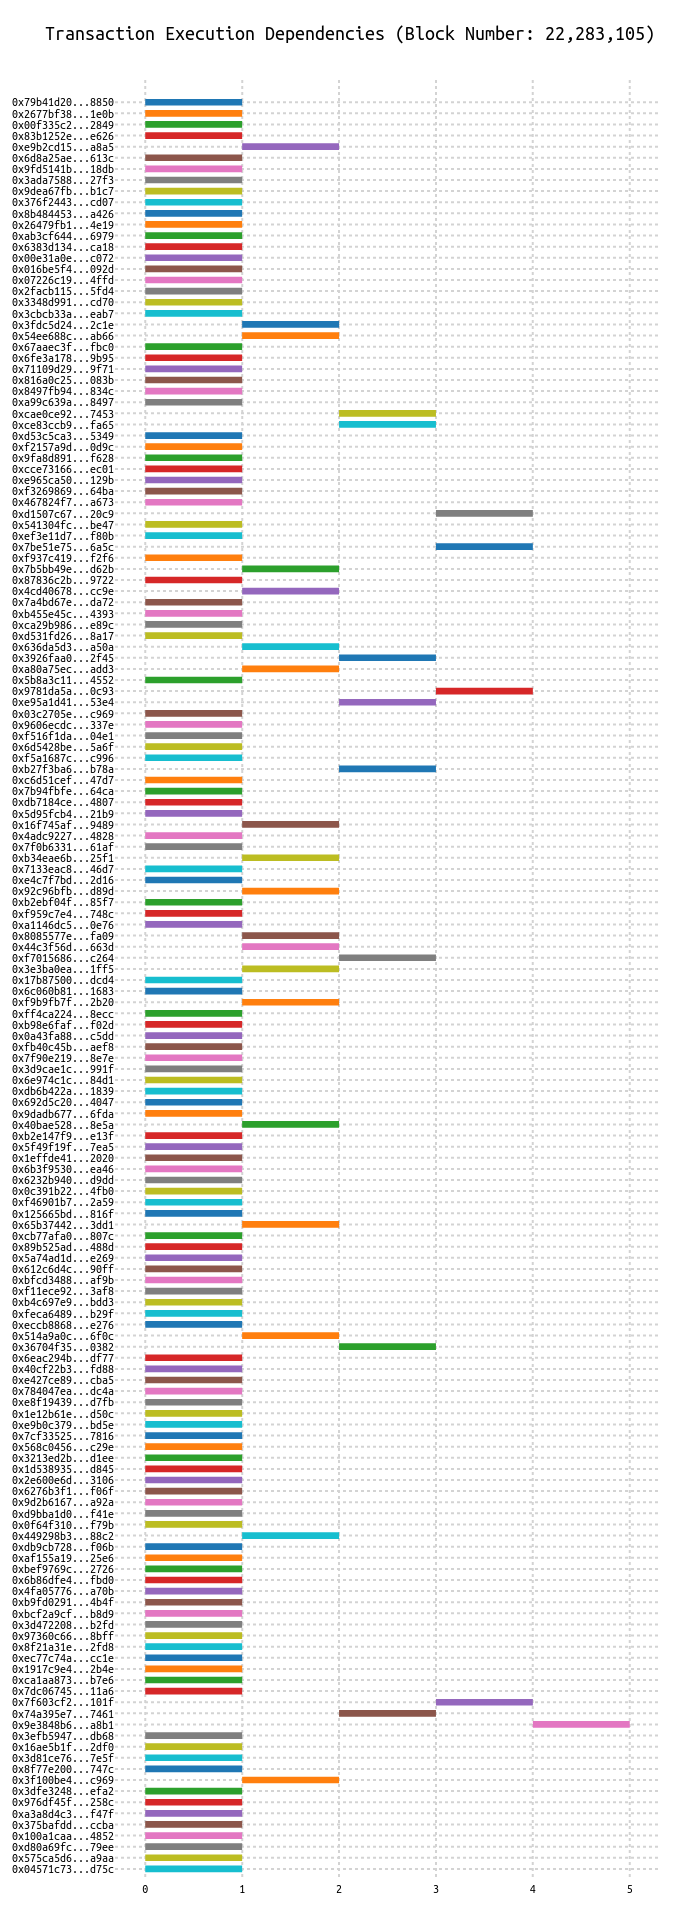 Transaction Execution Dependencies (Block Number: 22,283,105)
0x79b41d20...8850
0x2677bf38...1e0b
0x00f335c2...2849
0x83b1252e...e626
0xe9b2cd15...a8a5
0x6d8a25ae...613c
0x9fd5141b...18db
0x3ada7588...27f3
0x9dea67fb...b1c7
0x376f2443...cd07
0x8b484453...a426
0x26479fb1...4e19
0xab3cf644...6979
0x6383d134...ca18
0x00e31a0e...c072
0x016be5f4...092d
0x07226c19...4ffd
0x2facb115...5fd4
0x3348d991...cd70
0x3cbcb33a...eab7
0x3fdc5d24...2c1e
0x54ee688c...ab66
0x67aaec3f...fbc0
0x6fe3a178...9b95
0x71109d29...9f71
0x816a0c25...083b
0x8497fb94...834c
0xa99c639a...8497
0xcae0ce92...7453
0xce83ccb9...fa65
0xd53c5ca3...5349
0xf2157a9d...0d9c
0x9fa8d891...f628
0xcce73166...ec01
0xe965ca50...129b
0xf3269869...64ba
0x467824f7...a673
0xd1507c67...20c9
0x541304fc...be47
0xef3e11d7...f80b
0x7be51e75...6a5c
0xf937c419...f2f6
0x7b5bb49e...d62b
0x87836c2b...9722
0x4cd40678...cc9e
0x7a4bd67e...da72
0xb455e45c...4393
0xca29b986...e89c
0xd531fd26...8a17
0x636da5d3...a50a
0x3926faa0...2f45
0xa80a75ec...add3
0x5b8a3c11...4552
0x9781da5a...0c93
0xe95a1d41...53e4
0x03c2705e...c969
0x9606ecdc...337e
0xf516f1da...04e1
0x6d5428be...5a6f
0xf5a1687c...c996
0xb27f3ba6...b78a
0xc6d51cef...47d7
0x7b94fbfe...64ca
0xdb7184ce...4807
0x5d95fcb4...21b9
0x16f745af...9489
0x4adc9227...4828
0x7f0b6331...61af
0xb34eae6b...25f1
0x7133eac8...46d7
0xe4c7f7bd...2d16
0x92c96bfb...d89d
0xb2ebf04f...85f7
0xf959c7e4...748c
0xa1146dc5...0e76
0x8085577e...fa09
0x44c3f56d...663d
0xf7015686...c264
0x3e3ba0ea...1ff5
0x17b87500...dcd4
0x6c060b81...1683
0xf9b9fb7f...2b20
0xff4ca224...8ecc
0xb98e6faf...f02d
0x0a43fa88...c5dd
0xfb40c45b...aef8
0x7f90e219...8e7e
0x3d9cae1c...991f
0x6e974c1c...84d1
0xdb6b422a...1839
0x692d5c20...4047
0x9dadb677...6fda
0x40bae528...8e5a
0xb2e147f9...e13f
0x5f49f19f...7ea5
0x1effde41...2020
0x6b3f9530...ea46
0x6232b940...d9dd
0x0c391b22...4fb0
0xf46901b7...2a59
0x125665bd...816f
0x65b37442...3dd1
0xcb77afa0...807c
0x89b525ad...488d
0x5a74ad1d...e269
0x612c6d4c...90ff
0xbfcd3488...af9b
0xf11ece92...3af8
0xb4c697e9...bdd3
0xfeca6489...b29f
0xeccb8868...e276
0x514a9a0c...6f0c
0x36704f35...0382
0x6eac294b...df77
0x40cf22b3...fd88
0xe427ce89...cba5
0x784047ea...dc4a
0xe8f19439...d7fb
0x1e12b61e...d50c
0xe9b0c379...bd5e
0x7cf33525...7816
0x568c0456...c29e
0x3213ed2b...d1ee
0x1d538935...d845
0x2e600e6d...3106
0x6276b3f1...f06f
0x9d2b6167...a92a
0xd9bba1d0...f41e
0x0f64f310...f79b
0x449298b3...88c2
0xdb9cb728...f06b
0xaf155a19...25e6
0xbef9769c...2726
0x6b86dfe4...fbd0
0x4fa05776...a70b
0xb9fd0291...4b4f
0xbcf2a9cf...b8d9
0x3d472208...b2fd
0x97360c66...8bff
0x8f21a31e...2fd8
0xec77c74a...cc1e
0x1917c9e4...2b4e
0xca1aa873...b7e6
0x7dc06745...11a6
0x7f603cf2...101f
0x74a395e7...7461
0x9e3848b6...a8b1
0x3efb5947...db68
0x16ae5b1f...2df0
0x3d81ce76...7e5f
0x8f77e200...747c
0x3f100be4...c969
0x3dfe3248...efa2
0x976df45f...258c
0xa3a8d4c3...f47f
0x375bafdd...ccba
0x100a1caa...4852
0xd80a69fc...79ee
0x575ca5d6...a9aa
0x04571c73...d75c
0 1 2 3 4 5